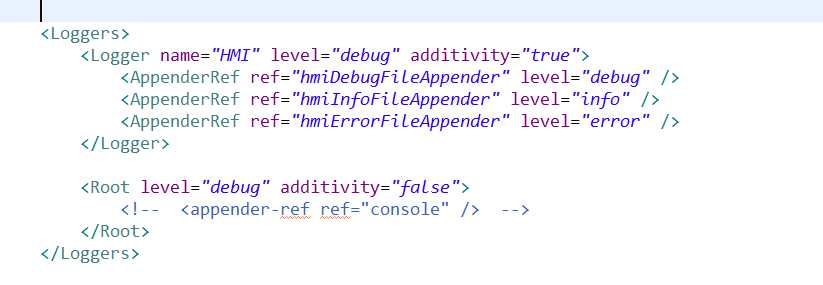 <Loggers>
<Logger name="HMI" level="debug" additivity="true">
<AppenderRef ref="hmiDebugFileAppender" level="debug" />
<AppenderRef ref="hmiInfoFileAppender" level="info" />
<AppenderRef ref="hmiErrorFileAppender" level="error" />
</Logger>
<Root level="debug" additivity="false">
<!--  <appender-ref ref="console" />  -->
</Root>
</Loggers>